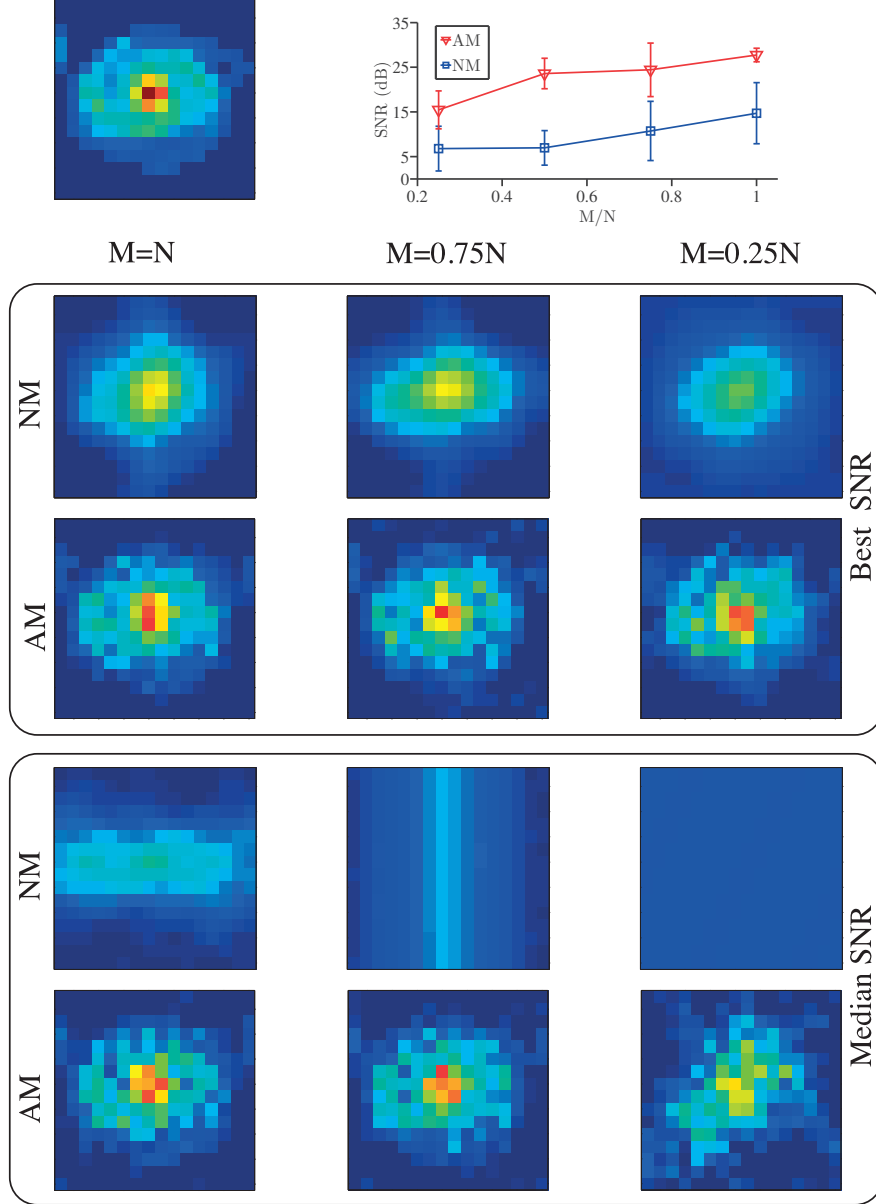 35
25
15
5
0
SNR (dB)
AM
NM
0.2
0.4
0.6
0.8
1
M/N
M=N
M=0.75N
M=0.25N
NM
AM
Best SNR
NM
AM
Median SNR